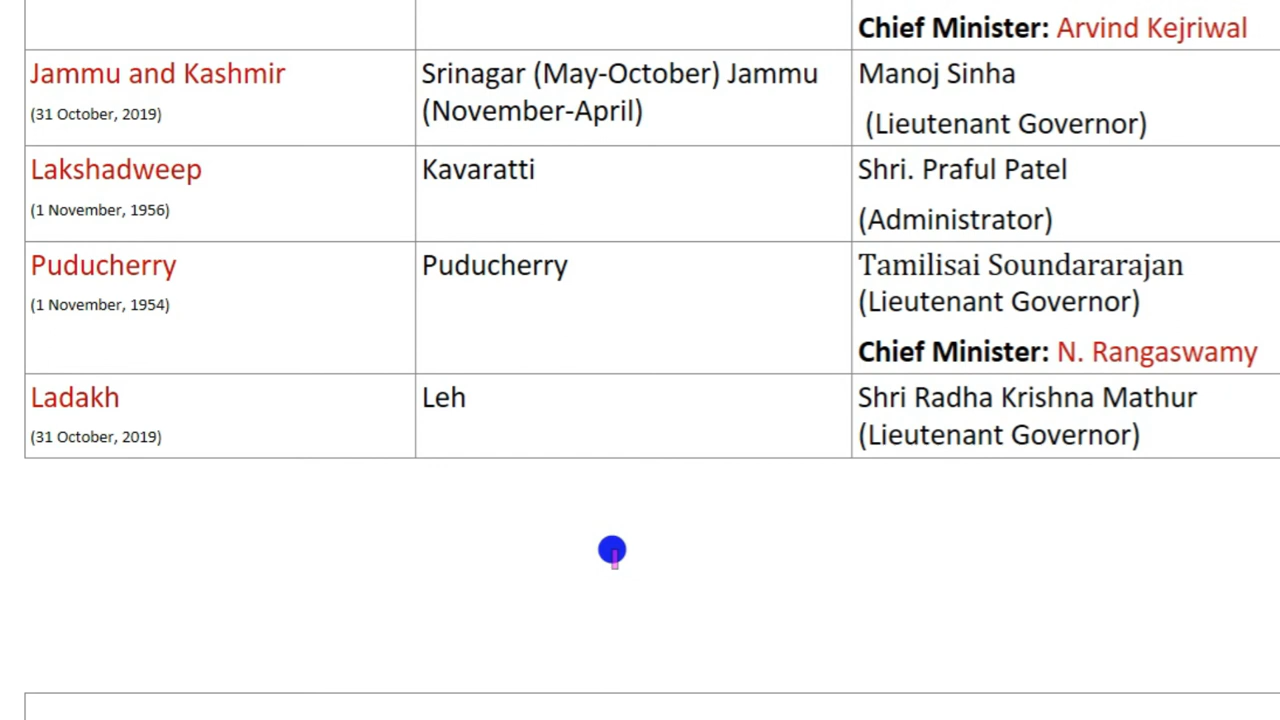 Chief Minister: Arvind Kejriwal
Jammu and Kashmir
(31 October, 2019)
Srinagar (May-October) Jammu
(November-April)
Manoj Sinha
(Lieutenant Governor)
Lakshadweep
(1 November, 1956)
Kavaratti
Shri. Praful Patel
(Administrator)
Puducherry
(1 November, 1954)
Puducherry
Tamilisai Soundararajan
(Lieutenant Governor)
Chief Minister: N. Rangaswamy
Ladakh
(31 October, 2019)
Leh
Shri Radha Krishna Mathur
(Lieutenant Governor)